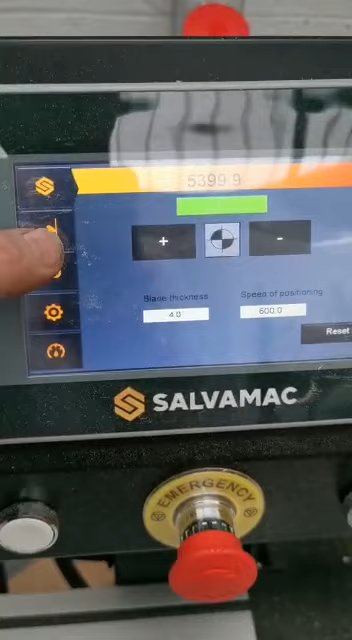 5399.9
+
-
Blade thickness
Speed of positioning
4.0
600.0
Reset
SALVAMAC
EMERGENCY